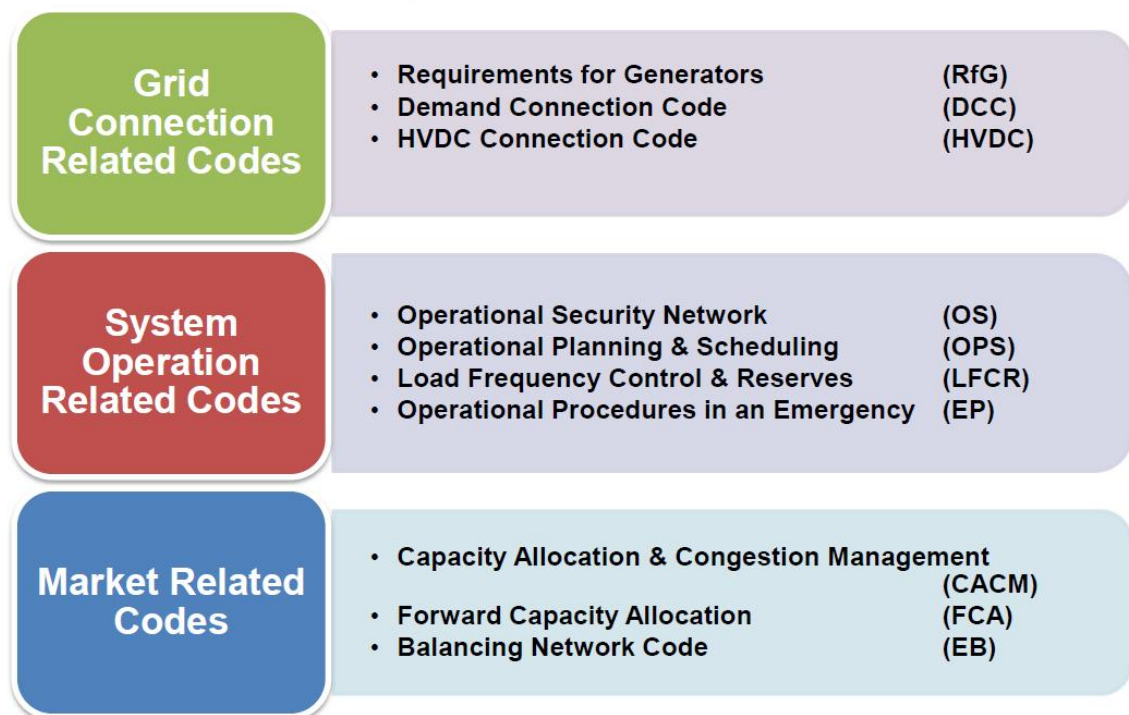 Grid
Connection
Related Codes
• Requirements for Generators (RfG)
• Demand Connection Code (DCC)
• HVDC Connection Code (HVDC)
System
Operation
Related Codes
• Operational Security Network (OS)
• Operational Planning & Scheduling (OPS)
• Load Frequency Control & Reserves (LFCR)
• Operational Procedures in an Emergency (EP)
Market Related
Codes
• Capacity Allocation & Congestion Management
(CACM)
• Forward Capacity Allocation (FCA)
• Balancing Network Code (EB)